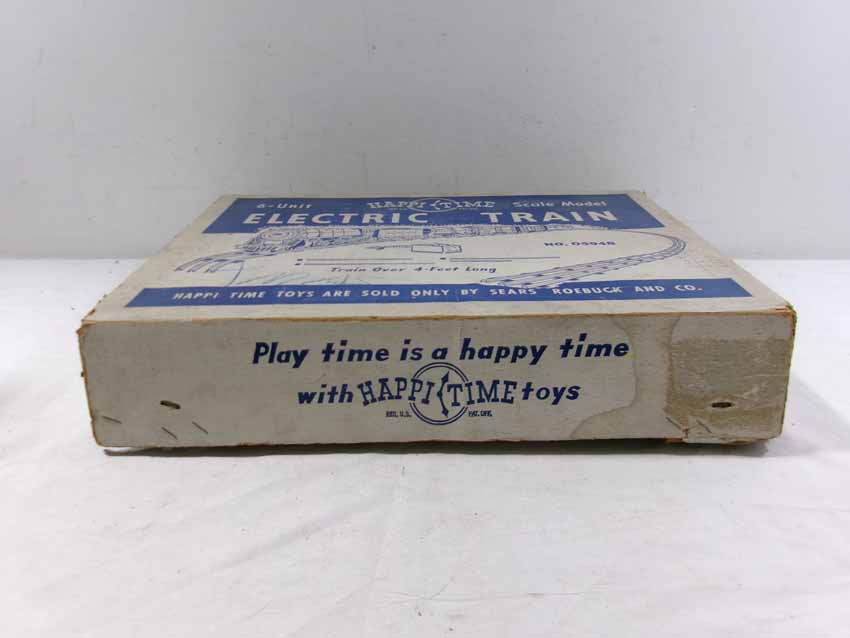 6-Unit HAPPI TIME Scale Model
ELECTRIC TRAIN
NO. D5948
Train Over 4-Feet Long
HAPPI TIME TOYS ARE SOLD ONLY BY SEARS ROEBUCK AND CO.
Play time is a happy time
with HAPPI TIME toys
REG. U.S. PAT. OFF.